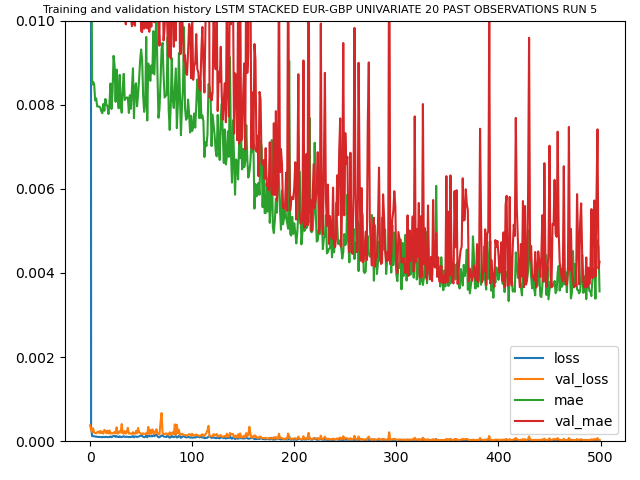 Training and validation history LSTM STACKED EUR-GBP UNIVARIATE 20 PAST OBSERVATIONS RUN 5
0.010
0.008
0.006
0.004
0.002
0.000
loss
val_loss
mae
val_mae
0 100 200 300 400 500